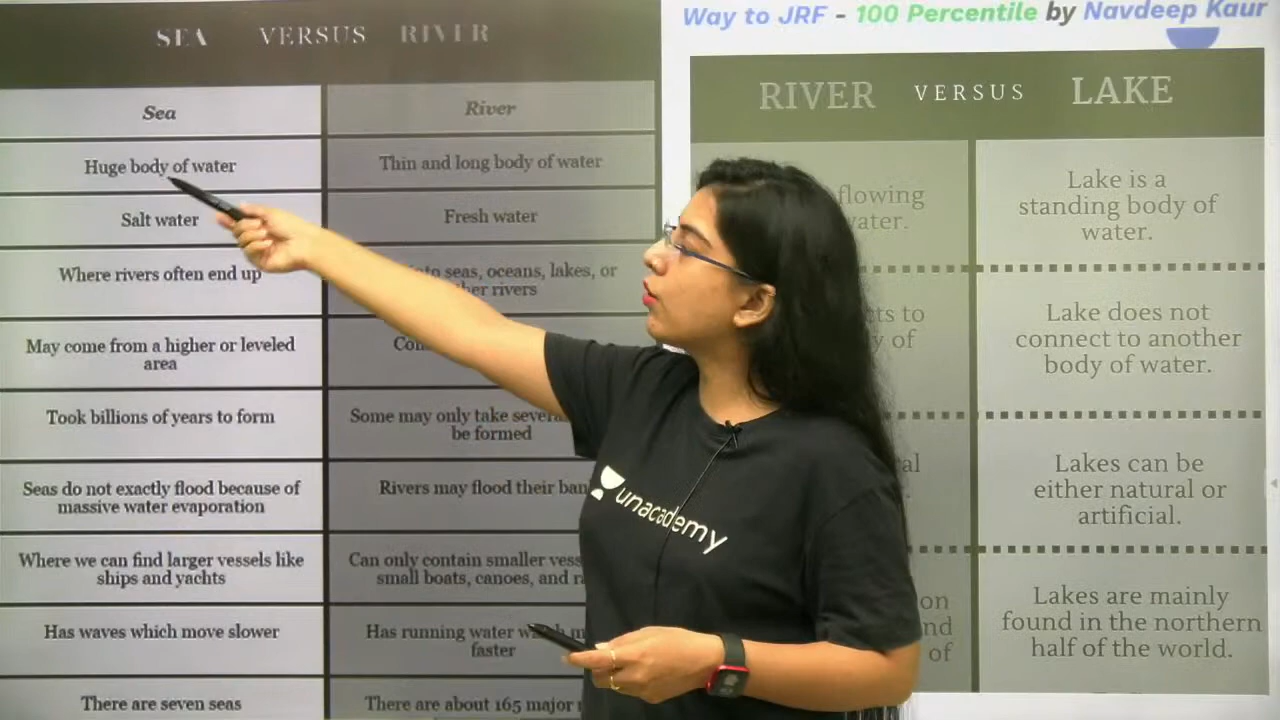 Way to JRF - 100 Percentile by Navdeep Kaur
SEA VERSUS RIVER
Sea
River
Huge body of water
Thin and long body of water
Salt water
Fresh water
Where rivers often end up
seas, oceans, lakes, or
rivers
May come from a higher or leveled
area
Took billions of years to form
Some may only take
be formed
Seas do not exactly flood because of
massive water evaporation
Rivers may flood their
Where we can find larger vessels like
ships and yachts
Can only contain smaller
small boats, canoes, and
Has waves which move slower
Has running water
faster
There are seven seas
There are about 165 major
RIVER VERSUS LAKE
flowing
water.
Lake is a
standing body of
water.
to
of
Lake does not
connect to another
body of water.
Lakes can be
either natural or
artificial.
on
of
Lakes are mainly
found in the northern
half of the world.
unacademy